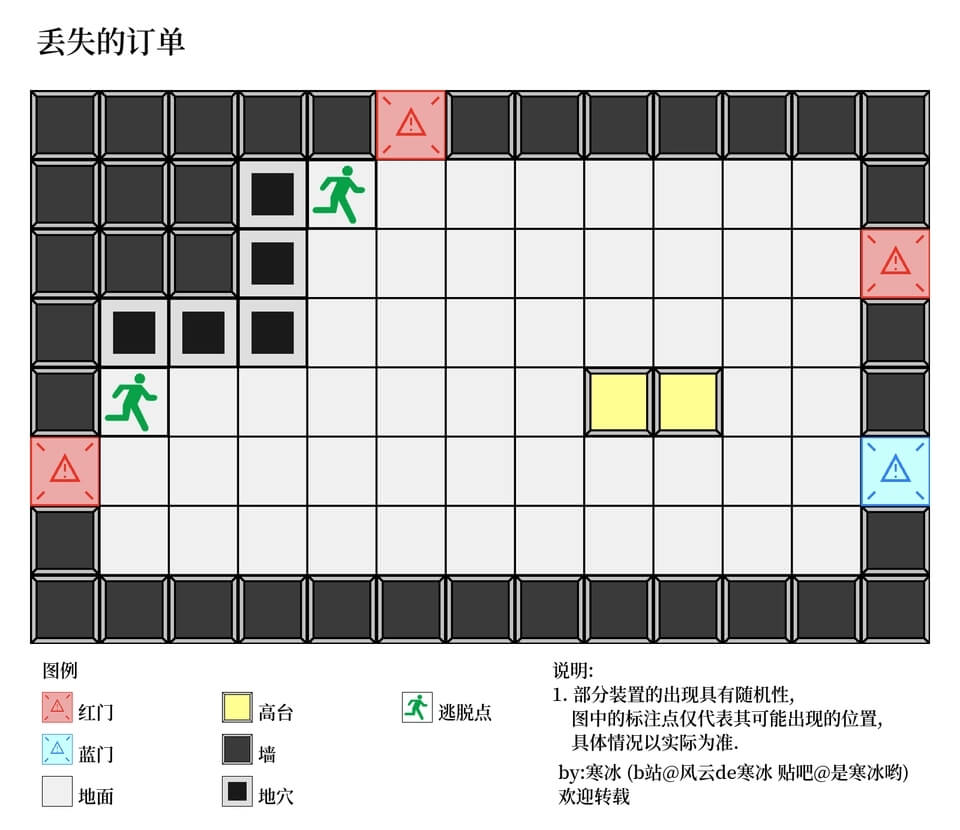 丢失的订单
图例
红门
高台
逃脱点
蓝门
墙
地面
地穴
说明:
1. 部分装置的出现具有随机性,
图中的标注点仅代表其可能出现的位置,
具体情况以实际为准.
by:寒冰 (b站@风云de寒冰 贴吧@是寒冰哟)
欢迎转载